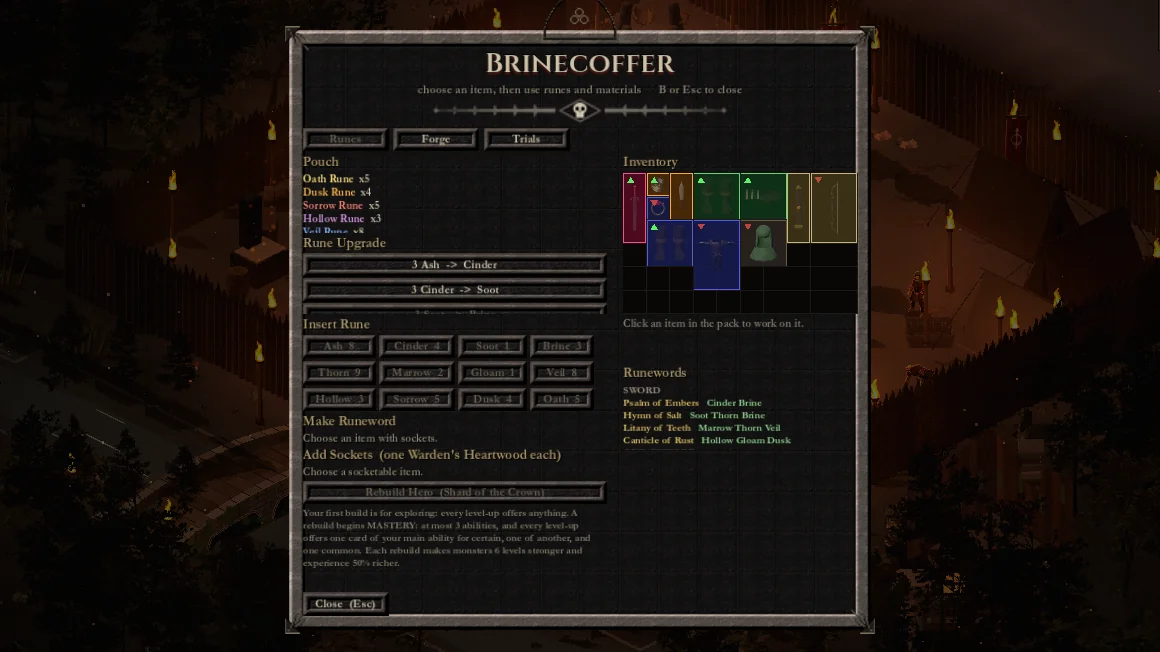 BRINECOFFER
choose an item, then use runes and materials B or Esc to close
Runes
Forge
Trials
Pouch
Oath Rune x5
Dusk Rune x4
Sorrow Rune x5
Hollow Rune x3
Veil Rune x8
Rune Upgrade
3 Ash -> Cinder
3 Cinder -> Soot
Insert Rune
Ash 8
Cinder 4
Soot 1
Brine 3
Thorn 9
Marrow 2
Gloam 1
Veil 8
Hollow 3
Sorrow 5
Dusk 4
Oath 5
Make Runeword
Choose an item with sockets.
Add Sockets (one Warden's Heartwood each)
Choose a socketable item.
Rebuild Hero (Shard of the Crown)
Your first build is for exploring: every level-up offers anything. A
rebuild begins MASTERY: at most 3 abilities, and every level-up
offers one card of your main ability for certain, one of another, and
one common. Each rebuild makes monsters 6 levels stronger and
experience 50% richer.
Close (Esc)
Inventory
Click an item in the pack to work on it.
Runewords
SWORD
Psalm of Embers Cinder Brine
Hymn of Salt Soot Thorn Brine
Litany of Teeth Marrow Thorn Veil
Canticle of Rust Hollow Gloam Dusk